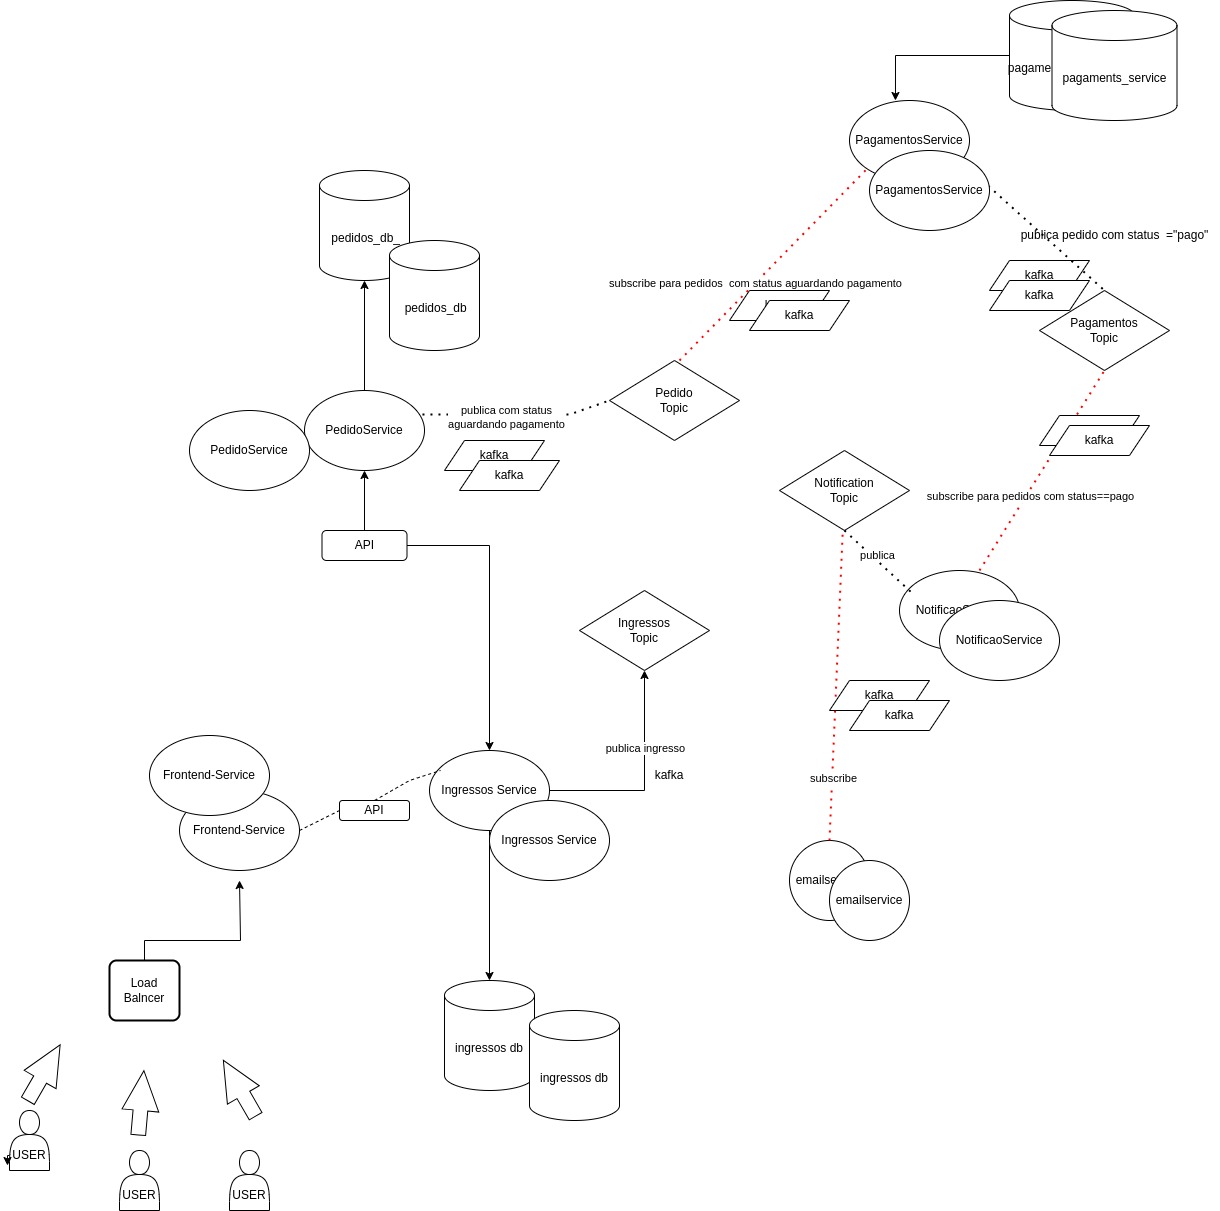 pagame
pagaments_service
PagamentosService
PagamentosService
publica pedido com status ="pago"
pedidos_db_
pedidos_db
subscribe para pedidos com status aguardando pagamento
kafka
kafka
kafka
Pagamentos
Topic
Pedido
Topic
publica com status
aguardando pagamento
PedidoService
PedidoService
kafka
kafka
kafka
Notification
Topic
subscribe para pedidos com status==pago
API
publica
Ingressos
Topic
NotificaoS
NotificaoService
kafka
kafka
publica ingresso
kafka
subscribe
Frontend-Service
Frontend-Service
API
Ingressos Service
Ingressos Service
emailse
emailservice
Load
Balncer
ingressos db
ingressos db
USER
USER
USER